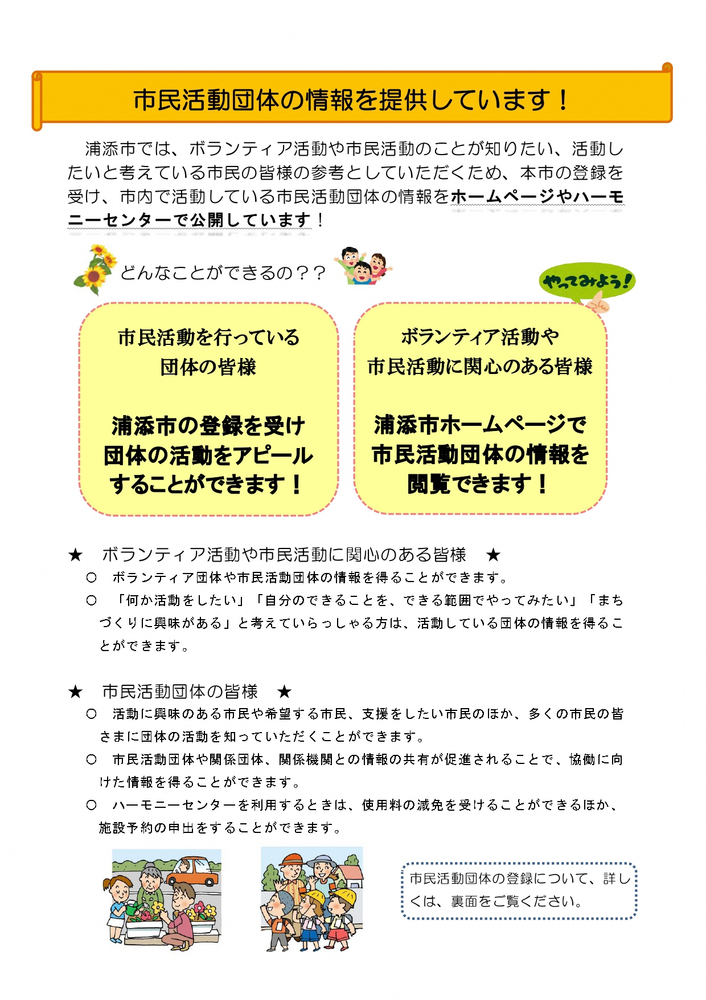 市民活動団体の情報を提供しています！
浦添市では、ボランティア活動や市民活動のことが知りたい、活動し
たいと考えている市民の皆様の参考としていただくため、本市の登録を
受け、市内で活動している市民活動団体の情報をホームページやハーモ
ニーセンターで公開しています！
どんなことができるの？？
やってみよう！
市民活動を行っている
団体の皆様
浦添市の登録を受け
団体の活動をアピール
することができます！
ボランティア活動や
市民活動に関心のある皆様
浦添市ホームページで
市民活動団体の情報を
閲覧できます！
★　ボランティア活動や市民活動に関心のある皆様　★
○　ボランティア団体や市民活動団体の情報を得ることができます。
○　「何か活動をしたい」「自分のできることを、できる範囲でやってみたい」「まち
づくりに興味がある」と考えていらっしゃる方は、活動している団体の情報を得るこ
とができます。
★　市民活動団体の皆様　★
○　活動に興味のある市民や希望する市民、支援をしたい市民のほか、多くの市民の皆
さまに団体の活動を知っていただくことができます。
○　市民活動団体や関係団体、関係機関との情報の共有が促進されることで、協働に向
けた情報を得ることができます。
○　ハーモニーセンターを利用するときは、使用料の減免を受けることができるほか、
施設予約の申出をすることができます。
市民活動団体の登録について、詳し
くは、裏面をご覧ください。